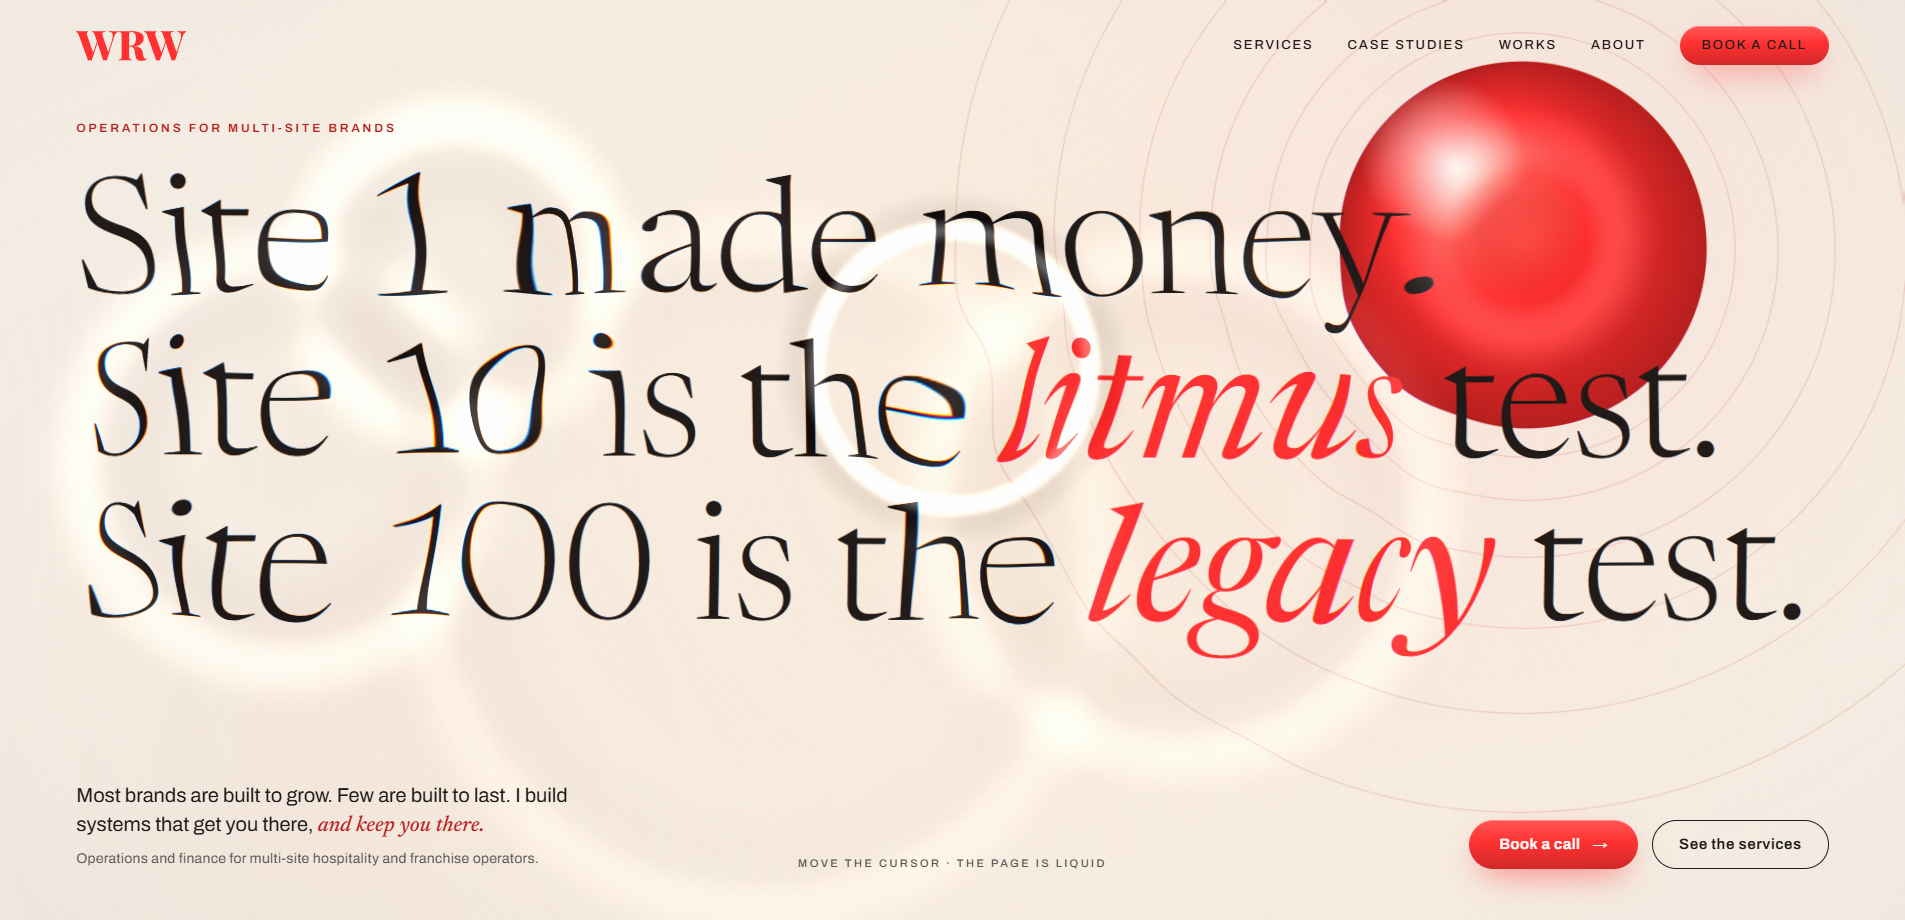 WRW
SERVICES
CASE STUDIES
WORKS
ABOUT
BOOK A CALL
OPERATIONS FOR MULTI-SITE BRANDS
Site 1 made money.
Site 10 is the litmus test.
Site 100 is the legacy test.
Most brands are built to grow. Few are built to last. I build
systems that get you there, and keep you there.
Operations and finance for multi-site hospitality and franchise operators.
MOVE THE CURSOR · THE PAGE IS LIQUID
Book a call →
See the services